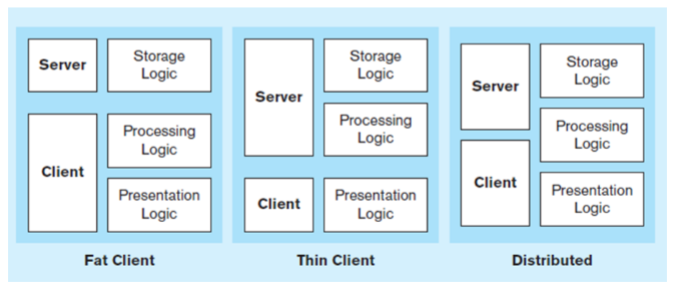 Server
Storage
Logic
Client
Processing
Logic
Presentation
Logic
Fat Client
Server
Storage
Logic
Processing
Logic
Client
Presentation
Logic
Thin Client
Server
Storage
Logic
Processing
Logic
Client
Presentation
Logic
Distributed